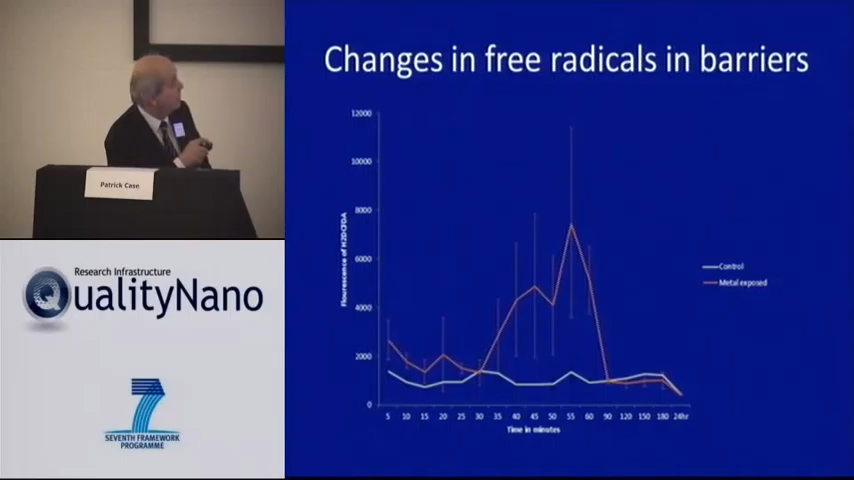 Changes in free radicals in barriers
12000
10000
8000
6000
4000
2000
0
Flourescence of H2DCFDA
5 10 15 20 25 30 35 40 45 50 55 60 90 120 150 180 24hr
Time in minutes
Control
Metal exposed
Patrick Case
Research Infrastructure
QualityNano
7
SEVENTH FRAMEWORK
PROGRAMME